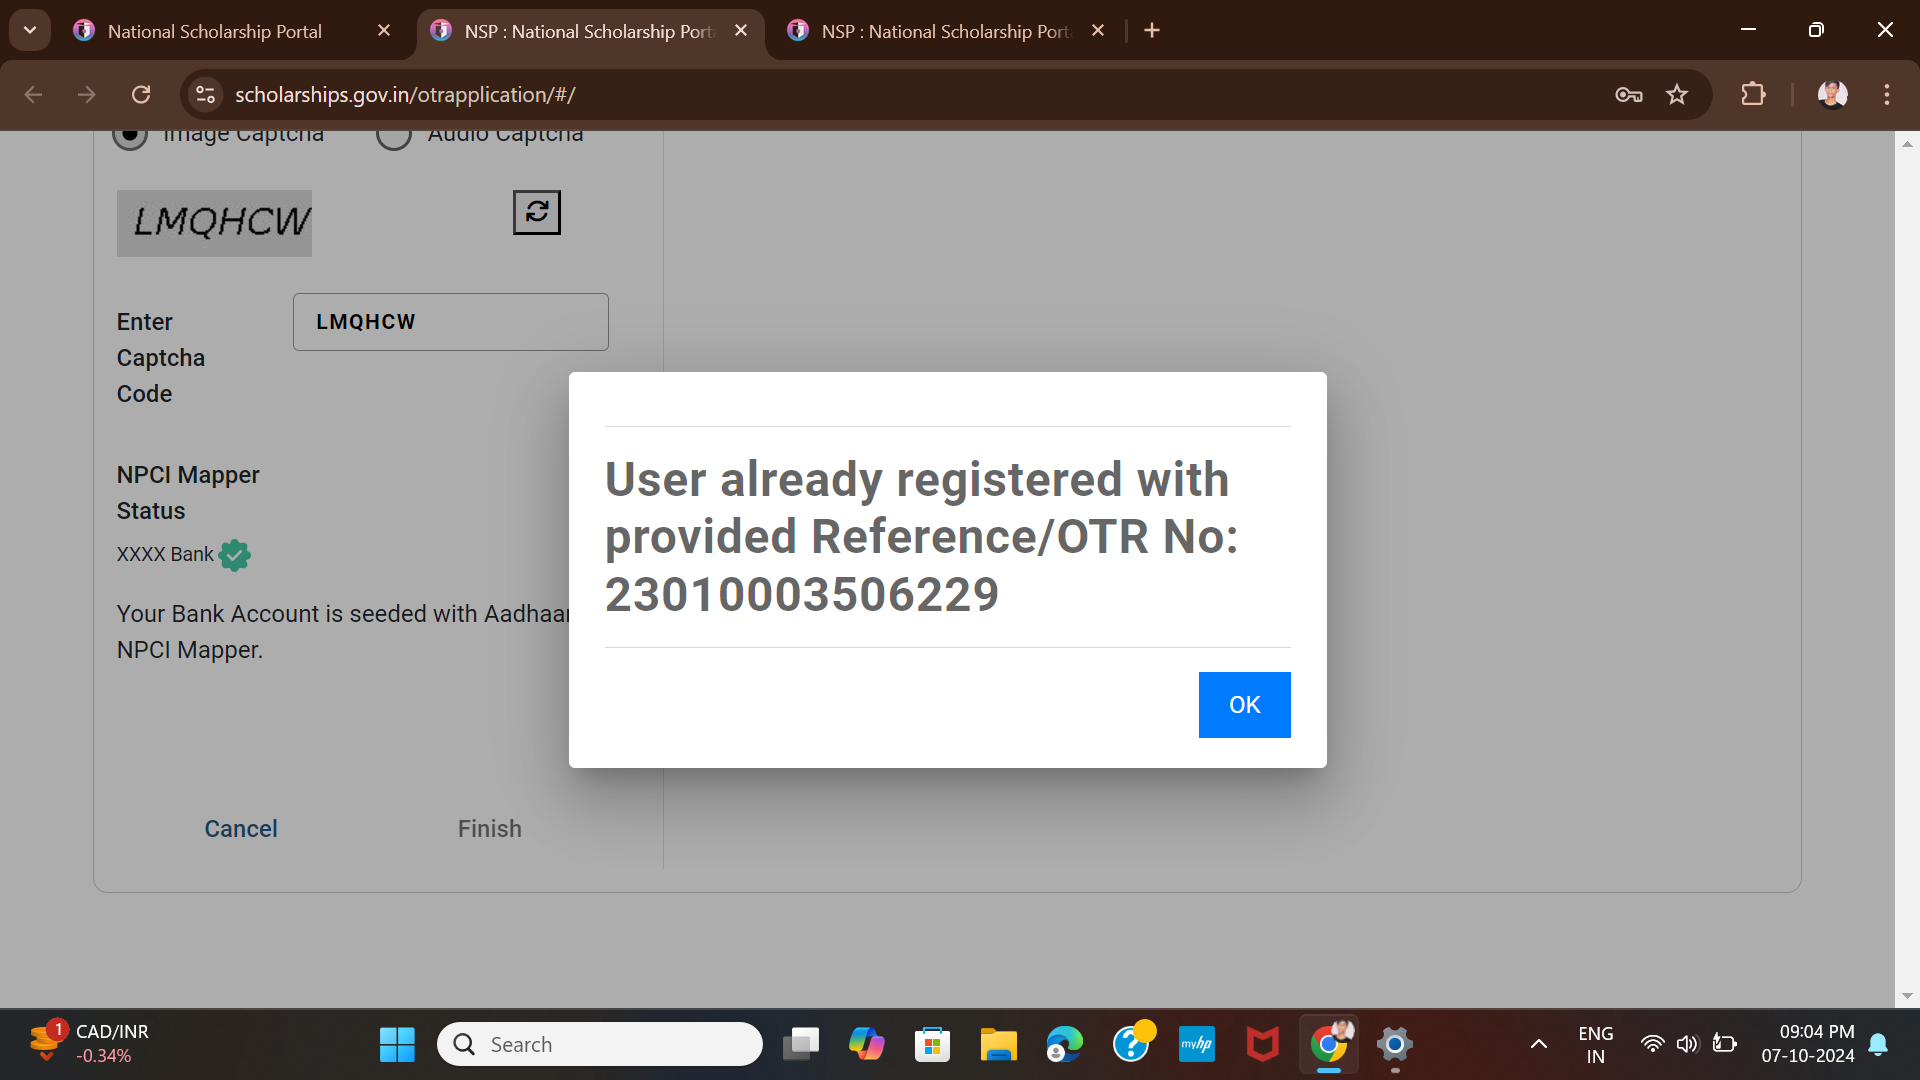 National Scholarship Portal
NSP : National Scholarship Port
NSP : National Scholarship Port
scholarships.gov.in/otrapplication/#/
Image Captcha
Audio Captcha
LMQHCW
Enter
Captcha
Code
LMQHCW
NPCI Mapper
Status
XXXX Bank
Your Bank Account is seeded with Aadhaar
NPCI Mapper.
Cancel
Finish
User already registered with
provided Reference/OTR No:
23010003506229
OK
1
CAD/INR
-0.34%
Search
myhp
ENG
IN
09:04 PM
07-10-2024